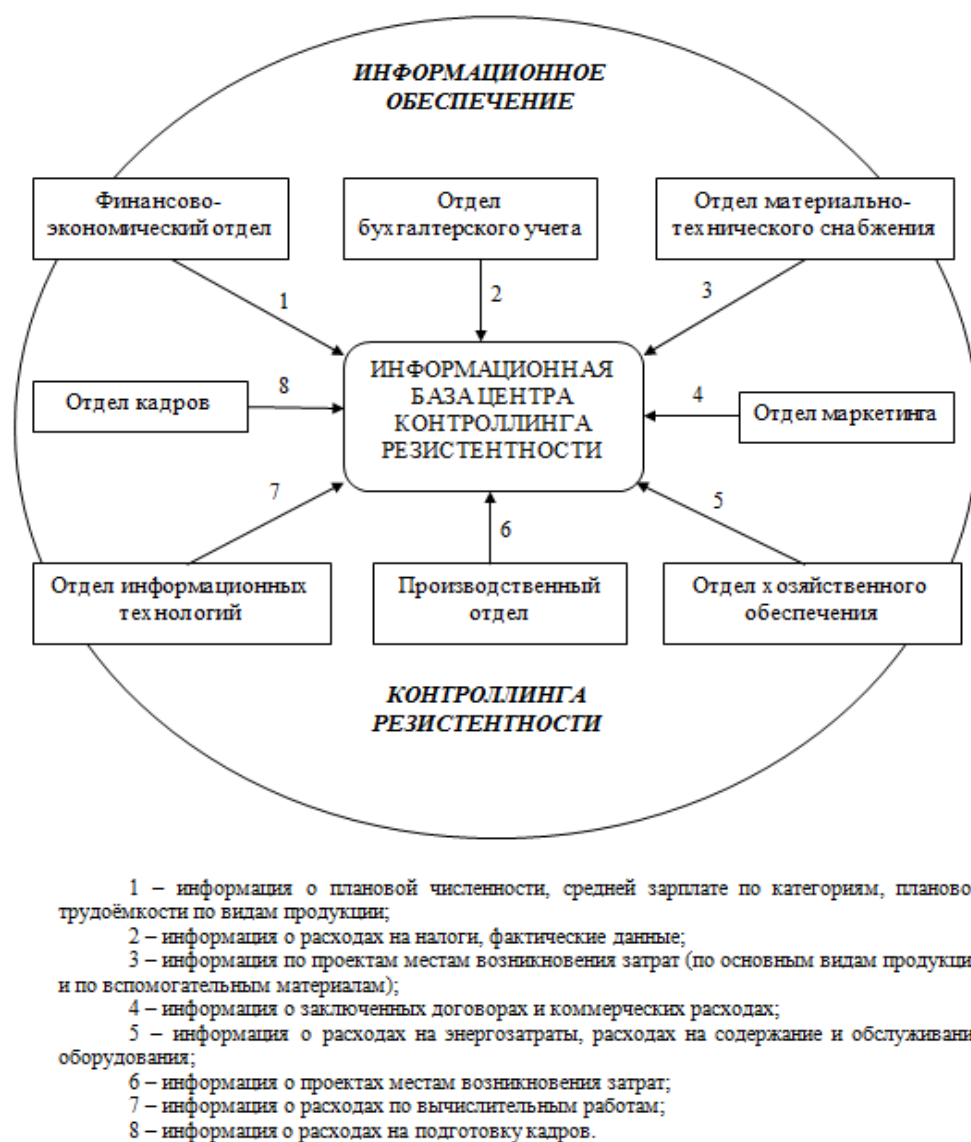 ИНФОРМАЦИОННОЕ
ОБЕСПЕЧЕНИЕ
Финансово-
экономический отдел
Отдел
бухгалтерского учета
Отдел материально-
технического снабжения
1
2
3
ИНФОРМАЦИОННАЯ
БАЗА ЦЕНТРА
КОНТРОЛЛИНГА
РЕЗИСТЕНТНОСТИ
Отдел кадров
8
4
Отдел маркетинга
7
6
5
Отдел информационных
технологий
Производственный
отдел
Отдел хозяйственного
обеспечения
КОНТРОЛЛИНГА
РЕЗИСТЕНТНОСТИ
1 – информация о плановой численности, средней зарплате по категориям, планово
трудоёмкости по видам продукции;
2 – информация о расходах на налоги, фактические данные;
3 – информация по проектам местам возникновения затрат (по основным видам продукци
и по вспомогательным материалам);
4 – информация о заключенных договорах и коммерческих расходах;
5 – информация о расходах на энергозатраты, расходах на содержание и обслуживани
оборудования;
6 – информация о проектах местам возникновения затрат;
7 – информация о расходах по вычислительным работам;
8 – информация о расходах на подготовку кадров.